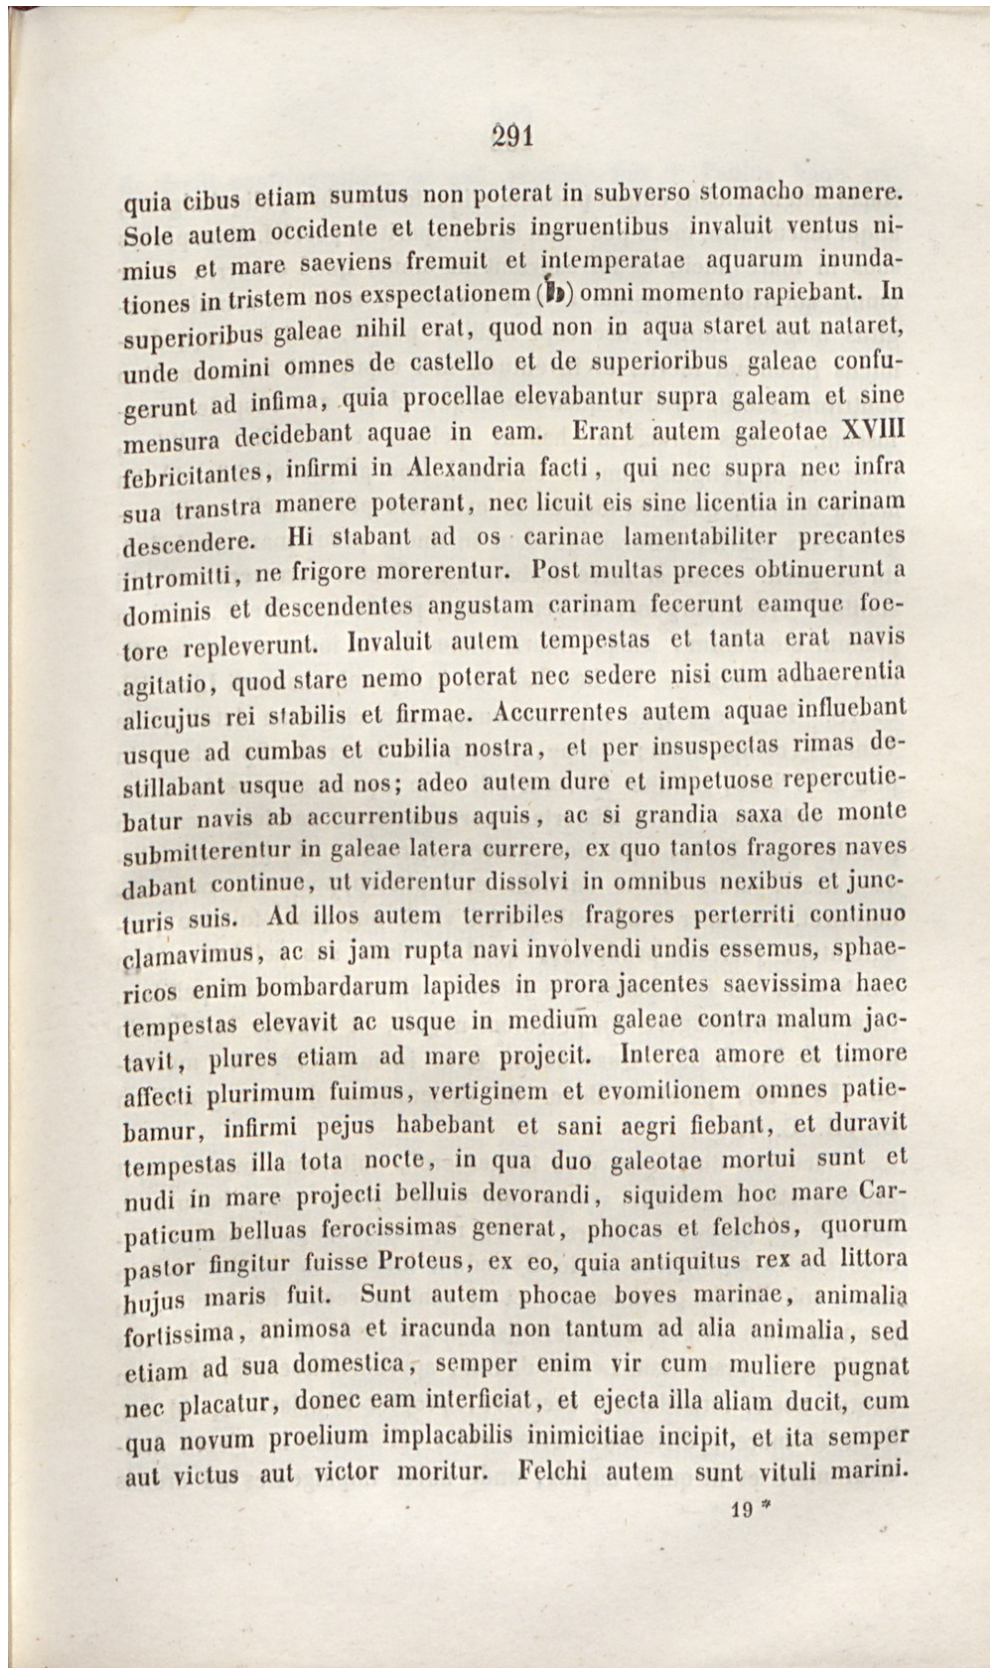 291
quia cibus etiam sumtus non poterat in subverso stomacho manere.
Sole autem occidente et tenebris ingruentibus invaluit ventus ni-
mius et mare saeviens fremuit et intemperatae aquarum inunda-
tiones in tristem nos exspectationem ( ) omni momento rapiebant. In
superioribus galeae nihil erat, quod non in aqua staret aut nataret,
unde domini omnes de castello et de superioribus galeae confu-
gerunt ad infima, quia procellae elevabantur supra galeam et sine
mensura decidebant aquae in eam. Erant autem galeotae XVIII
febricitantes, infirmi in Alexandria facti, qui nec supra nec infra
sua transtra manere poterant, nec licuit eis sine licentia in carinam
descendere. Hi stabant ad os carinae lamentabiliter precantes
intromitti, ne frigore morerentur. Post multas preces obtinuerunt a
dominis et descendentes angustam carinam fecerunt eamque foe-
tore repleverunt. Invaluit autem tempestas et tanta erat navis
agitatio, quod stare nemo poterat nec sedere nisi cum adhaerentia
alicujus rei stabilis et firmae. Accurrentes autem aquae influebant
usque ad cumbas et cubilia nostra, et per insuspectas rimas de-
stillabant usque ad nos; adeo autem dure et impetuose repercutie-
batur navis ab accurrentibus aquis, ac si grandia saxa de monte
submitterentur in galeae latera currere, ex quo tantos fragores naves
dabant continue, ut viderentur dissolvi in omnibus nexibus et junc-
turis suis. Ad illos autem terribiles fragores perterriti continuo
clamavimus, ac si jam rupta navi involvendi undis essemus, sphae-
ricos enim bombardarum lapides in prora jacentes saevissima haec
tempestas elevavit ac usque in medium galeae contra malum jac-
tavit, plures etiam ad mare projecit. Interea amore et timore
affecti plurimum fuimus, vertiginem et evomitionem omnes patie-
bamur, infirmi pejus habebant et sani aegri fiebant, et duravit
tempestas illa tota nocte, in qua duo galeotae mortui sunt et
nudi in mare projecti belluis devorandi, siquidem hoc mare Car-
paticum belluas ferocissimas generat, phocas et felchos, quorum
pastor fingitur fuisse Proteus, ex eo, quia antiquitus rex ad littora
hujus maris fuit. Sunt autem phocae boves marinae, animalia
fortissima, animosa et iracunda non tantum ad alia animalia, sed
etiam ad sua domestica, semper enim vir cum muliere pugnat
nec placatur, donec eam interficiat, et ejecta illa aliam ducit, cum
qua novum proelium implacabilis inimicitiae incipit, et ita semper
aut victus aut victor moritur. Felchi autem sunt vituli marini.
19 *